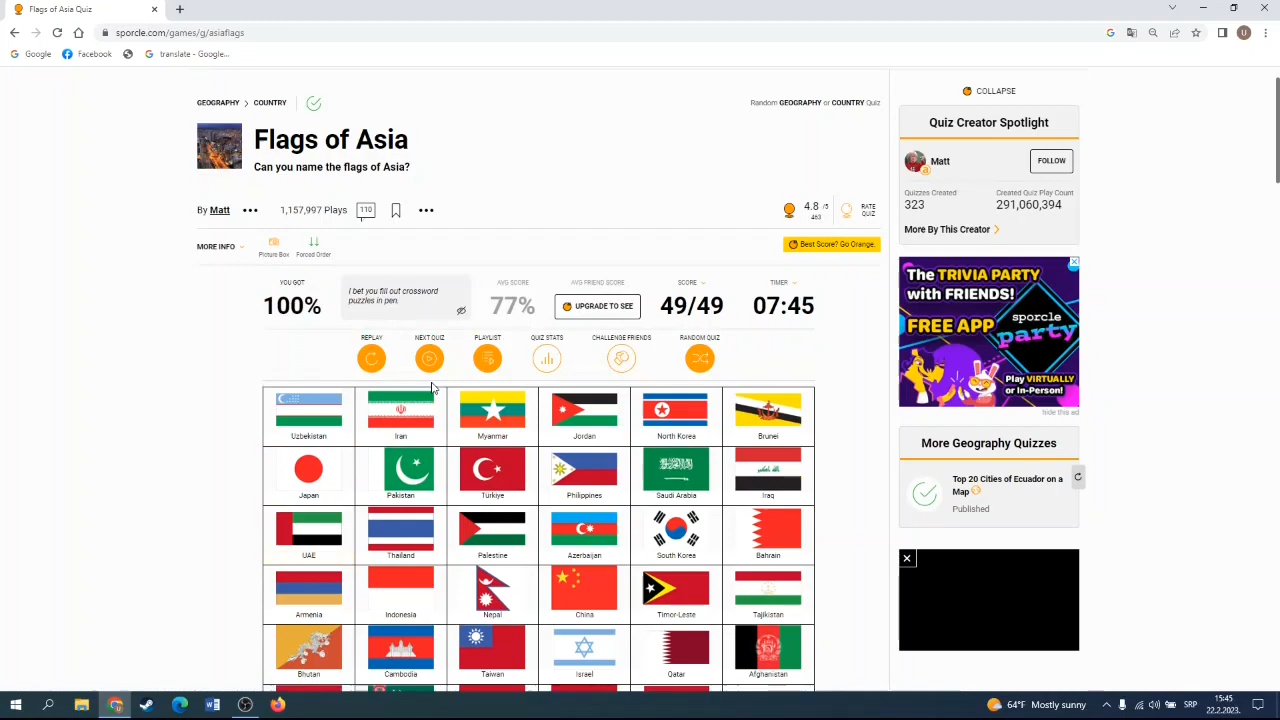 Flags of Asia Quiz
sporcle.com/games/g/asiaflags
Google
Facebook
translate - Google...
GEOGRAPHY
COUNTRY
Random GEOGRAPHY or COUNTRY Quiz
Flags of Asia
Can you name the flags of Asia?
By Matt
1,157,997 Plays
110
4.8 /5
463
RATE
QUIZ
MORE INFO
Picture Box
Forced Order
Best Score? Go Orange.
YOU GOT
100%
I bet you fill out crossword
puzzles in pen.
AVG SCORE
77%
AVG FRIEND SCORE
UPGRADE TO SEE
SCORE
49/49
TIMER
07:45
REPLAY
NEXT QUIZ
PLAYLIST
QUIZ STATS
CHALLENGE FRIENDS
RANDOM QUIZ
Uzbekistan
Iran
Myanmar
Jordan
North Korea
Brunei
Japan
Pakistan
Türkiye
Philippines
Saudi Arabia
Iraq
UAE
Thailand
Palestine
Azerbaijan
South Korea
Bahrain
Armenia
Indonesia
Nepal
China
Timor-Leste
Tajikistan
Bhutan
Cambodia
Taiwan
Israel
Qatar
Afghanistan
COLLAPSE
Quiz Creator Spotlight
Matt
FOLLOW
Quizzes Created
323
Created Quiz Play Count
291,060,394
More By This Creator
The TRIVIA PARTY
with FRIENDS!
FREE APP
sporcle
party
Play VIRTUALLY
or In-Person!
hide this ad
More Geography Quizzes
Top 20 Cities of Ecuador on a
Map
Published
64°F Mostly sunny
SRP
15:45
22.2.2023.